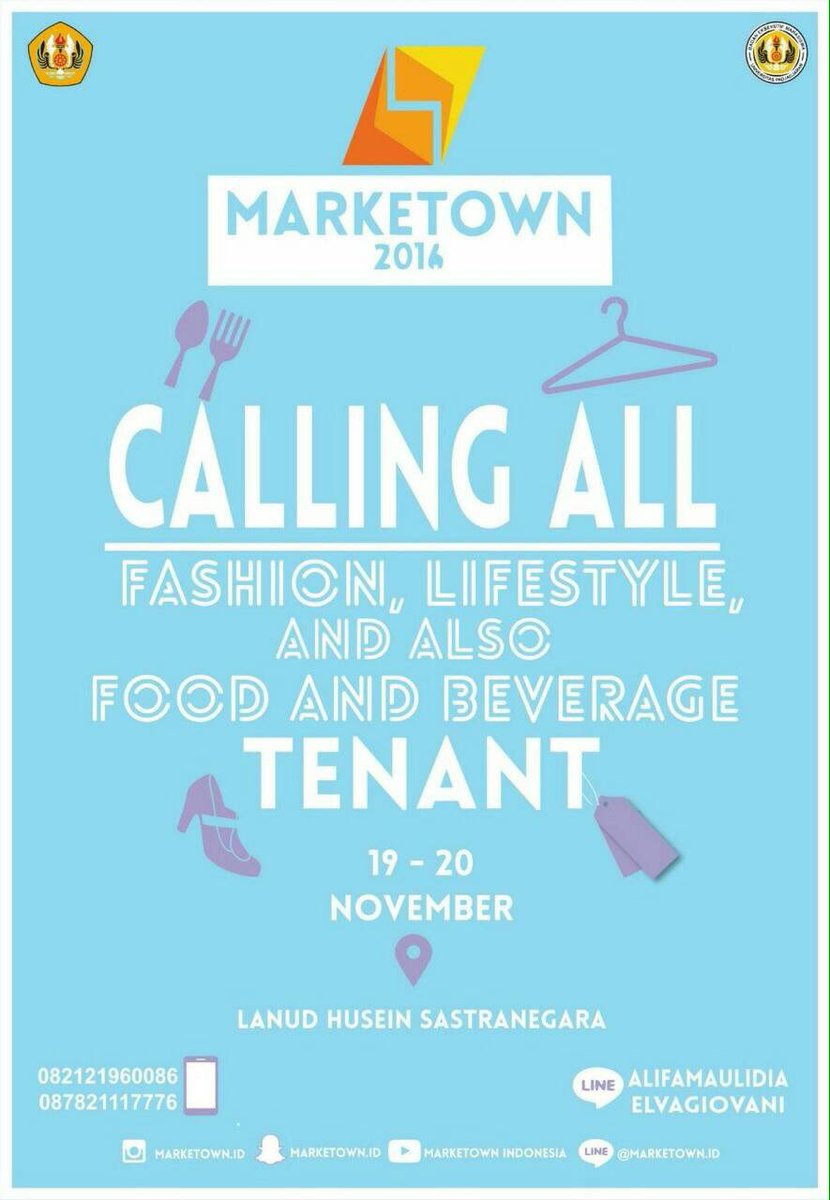 MARKETOWN
2016
CALLING ALL
FASHION, LIFESTYLE,
AND ALSO
FOOD AND BEVERAGE
TENANT
19 - 20
NOVEMBER
LANUD HUSEIN SASTRANEGARA
082121960086
087821117776
LINE ALIFAMAULIDIA
ELVAGIOVANI
MARKETOWN.ID MARKETOWN.ID MARKETOWN INDONESIA LINE @MARKETOWN.ID